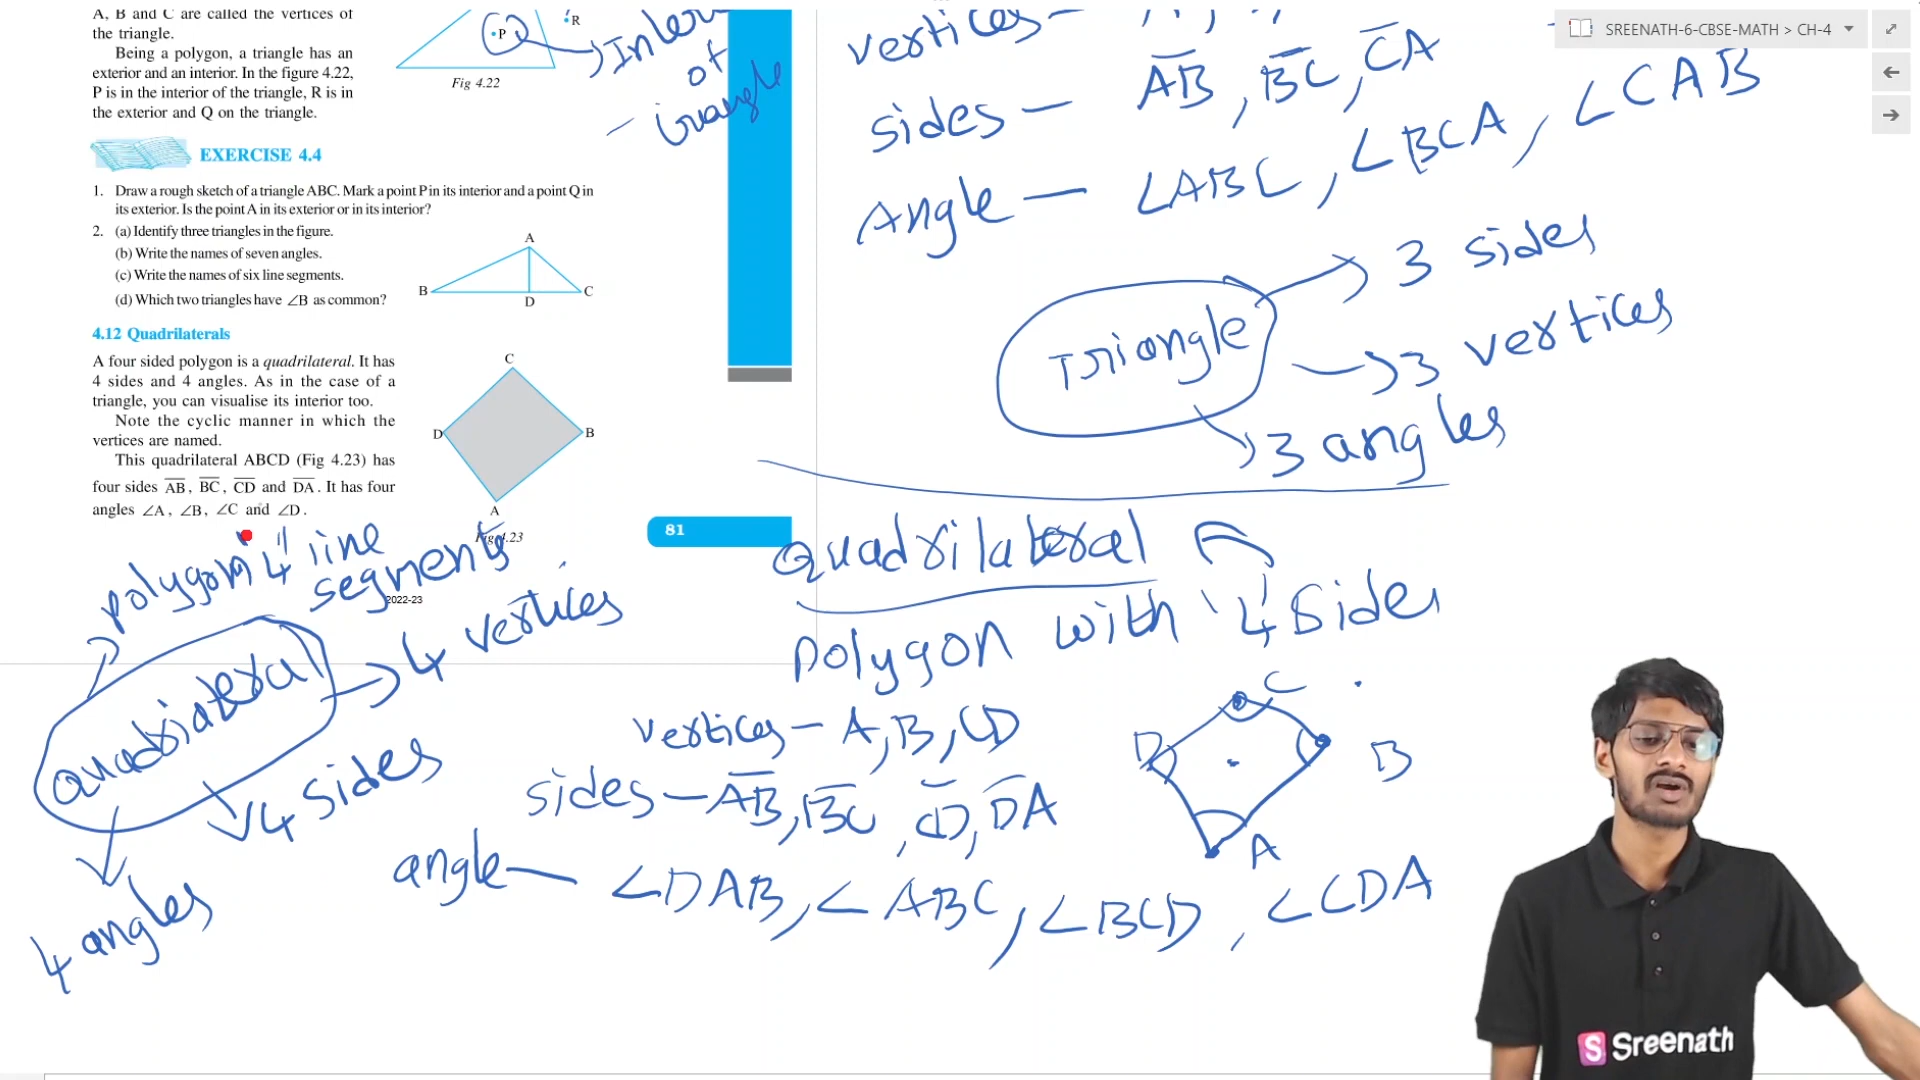 A, B and C are called the vertices of
the triangle.
Being a polygon, a triangle has an
exterior and an interior. In the figure 4.22,
P is in the interior of the triangle, R is in
the exterior and Q on the triangle.
P
R
Fig 4.22
of
triangle
EXERCISE 4.4
1. Draw a rough sketch of a triangle ABC. Mark a point P in its interior and a point Q in
its exterior. Is the point A in its exterior or in its interior?
2. (a) Identify three triangles in the figure.
(b) Write the names of seven angles.
(c) Write the names of six line segments.
(d) Which two triangles have ∠B as common?
A
B
D
C
4.12 Quadrilaterals
A four sided polygon is a quadrilateral. It has
4 sides and 4 angles. As in the case of a
triangle, you can visualise its interior too.
Note the cyclic manner in which the
vertices are named.
This quadrilateral ABCD (Fig 4.23) has
four sides AB, BC, CD and DA. It has four
angles ∠A, ∠B, ∠C and ∠D.
C
D
B
A
81
2022-23
polygon "4" line
segments
quadrilateral
4 vertices
4 sides
4 angles
vertices –
sides – AB, BC, CA
Angle – ∠ABC, ∠BCA, ∠CAB
Triangle
3 sides
3 vertices
3 angles
Quadrilateral
polygon with '4' sides
vertices – A, B, CD
sides – AB, BC, CD, DA
angle – ∠DAB, ∠ABC, ∠BCD, ∠CDA
C
D
B
A
SREENATH-6-CBSE-MATH > CH-4
S Sreenath